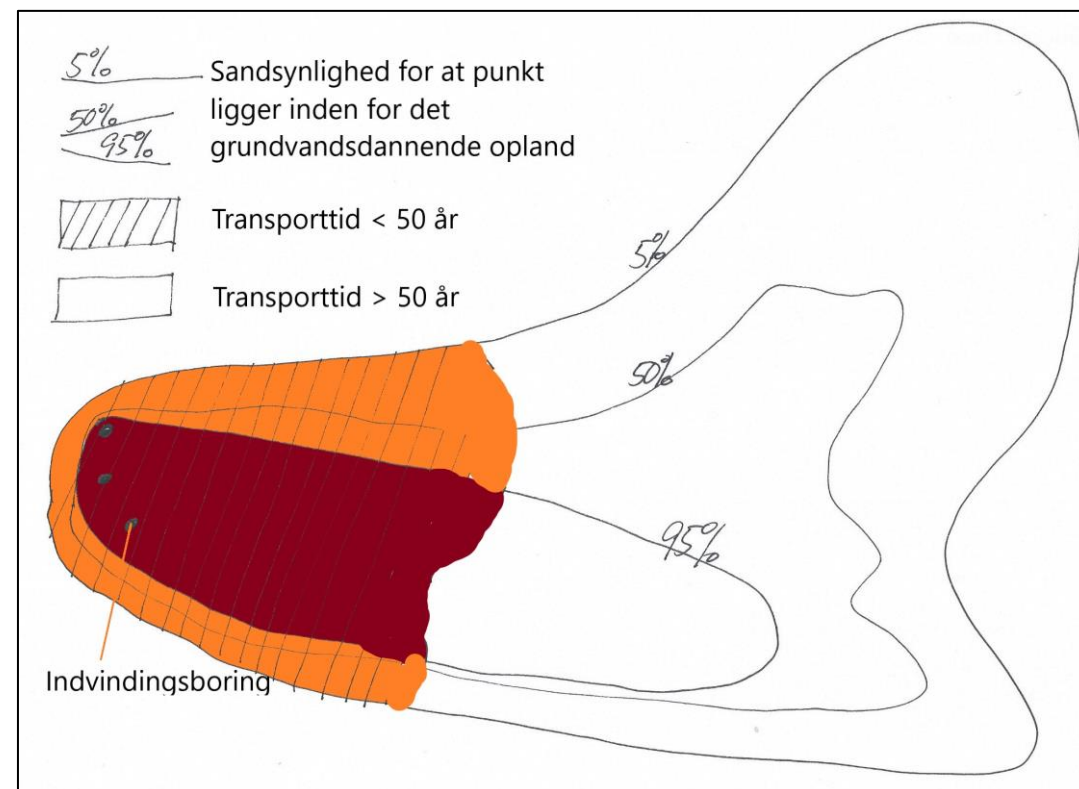 5%
Sandsynlighed for at punkt
50%
ligger inden for det
95%
grundvandsdannende opland
Transporttid < 50 år
Transporttid > 50 år
5%
50%
95%
Indvindingsboring